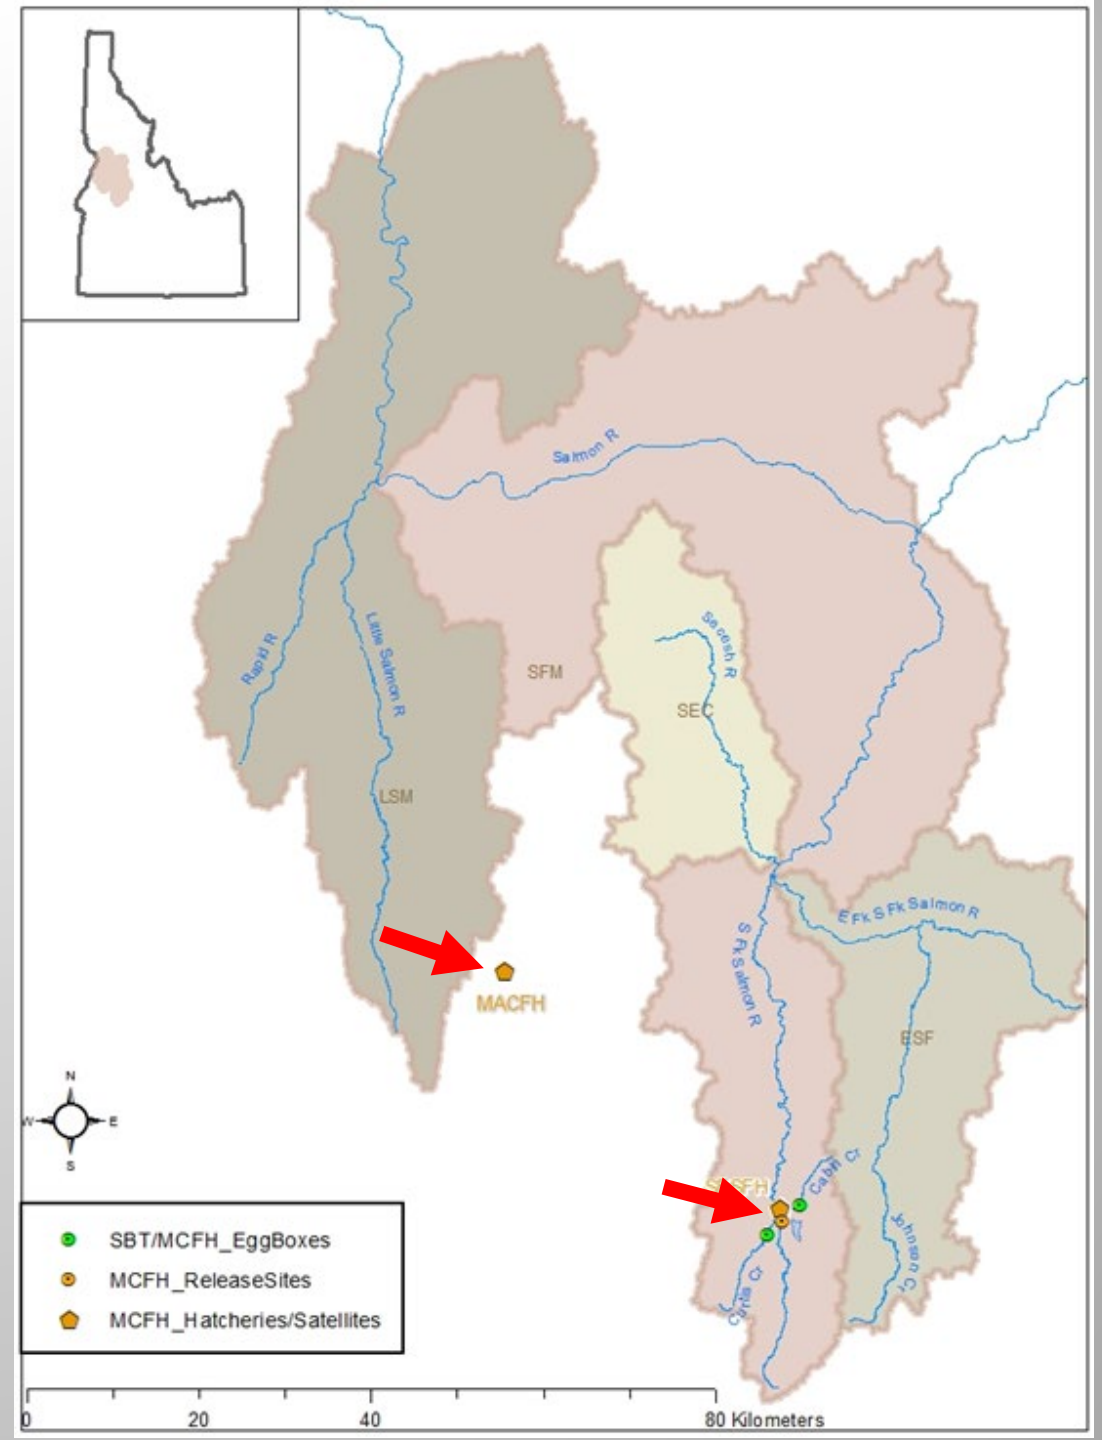 Salmon R
Secesh R
Rapid R
Little Salmon R
SFM
SEC
LSM
E Fk S Fk Salmon R
S Fk Salmon R
MACFH
ESF
N
W
E
S
Cabin Cr
Johnson Cr
Curtis Cr
SBT/MCFH_EggBoxes
MCFH_ReleaseSites
MCFH_Hatcheries/Satellites
0 20 40 80 Kilometers